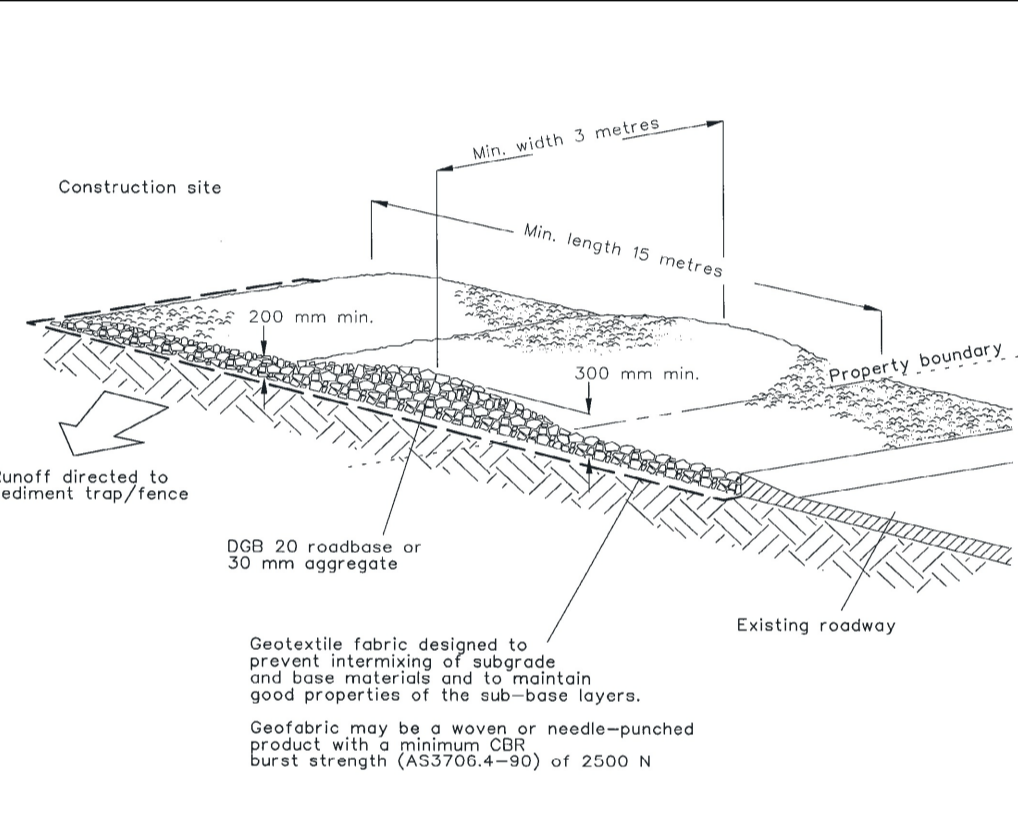 Min. width 3 metres
Construction site
Min. length 15 metres
200 mm min.
300 mm min.
Property boundary
unoff directed to
ediment trap/fence
DGB 20 roadbase or
30 mm aggregate
Existing roadway
Geotextile fabric designed to
prevent intermixing of subgrade
and base materials and to maintain
good properties of the sub-base layers.
Geofabric may be a woven or needle-punched
product with a minimum CBR
burst strength (AS3706.4-90) of 2500 N